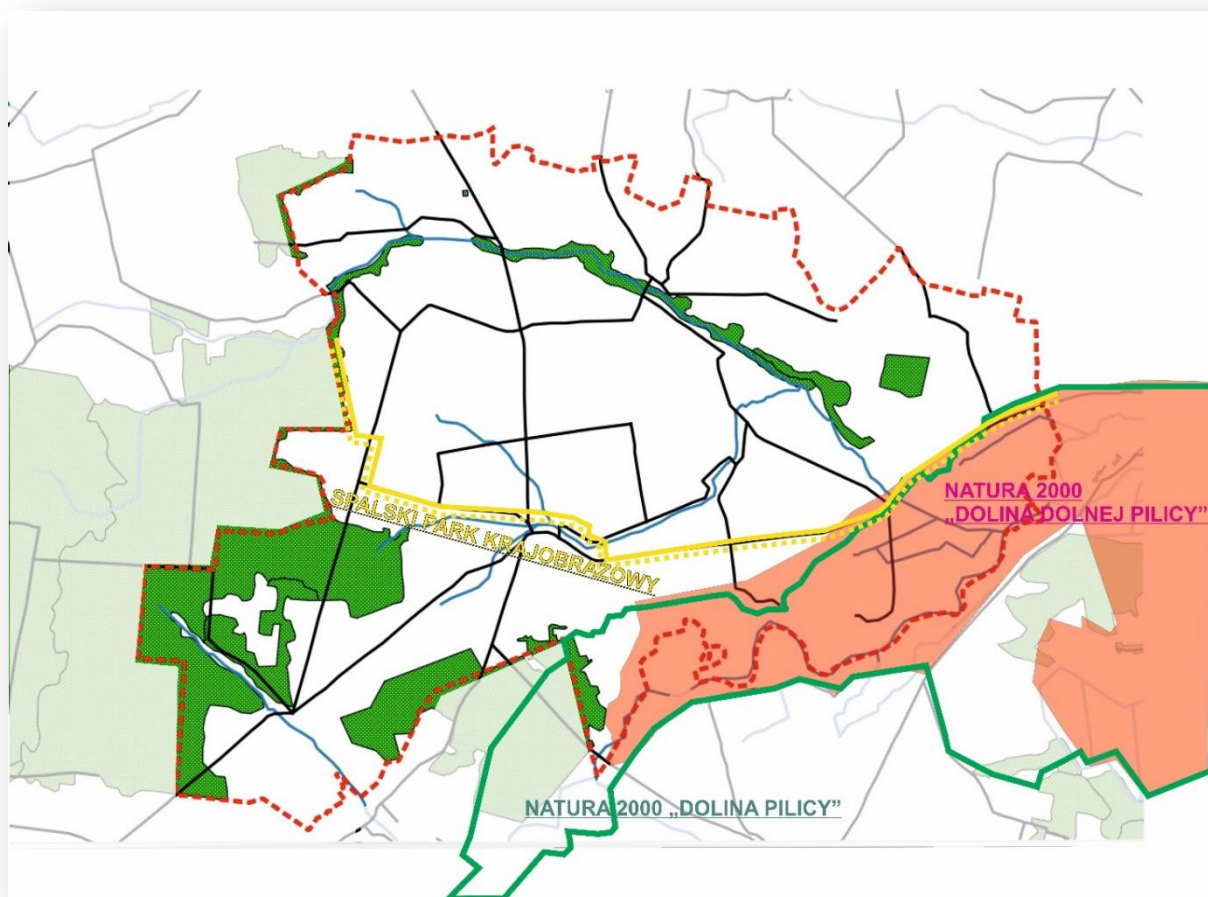 NATURA 2000
„DOLINA DOLNEJ PILICY”
SPALSKI PARK KRAJOBRAZOWY
NATURA 2000 „DOLINA PILICY”